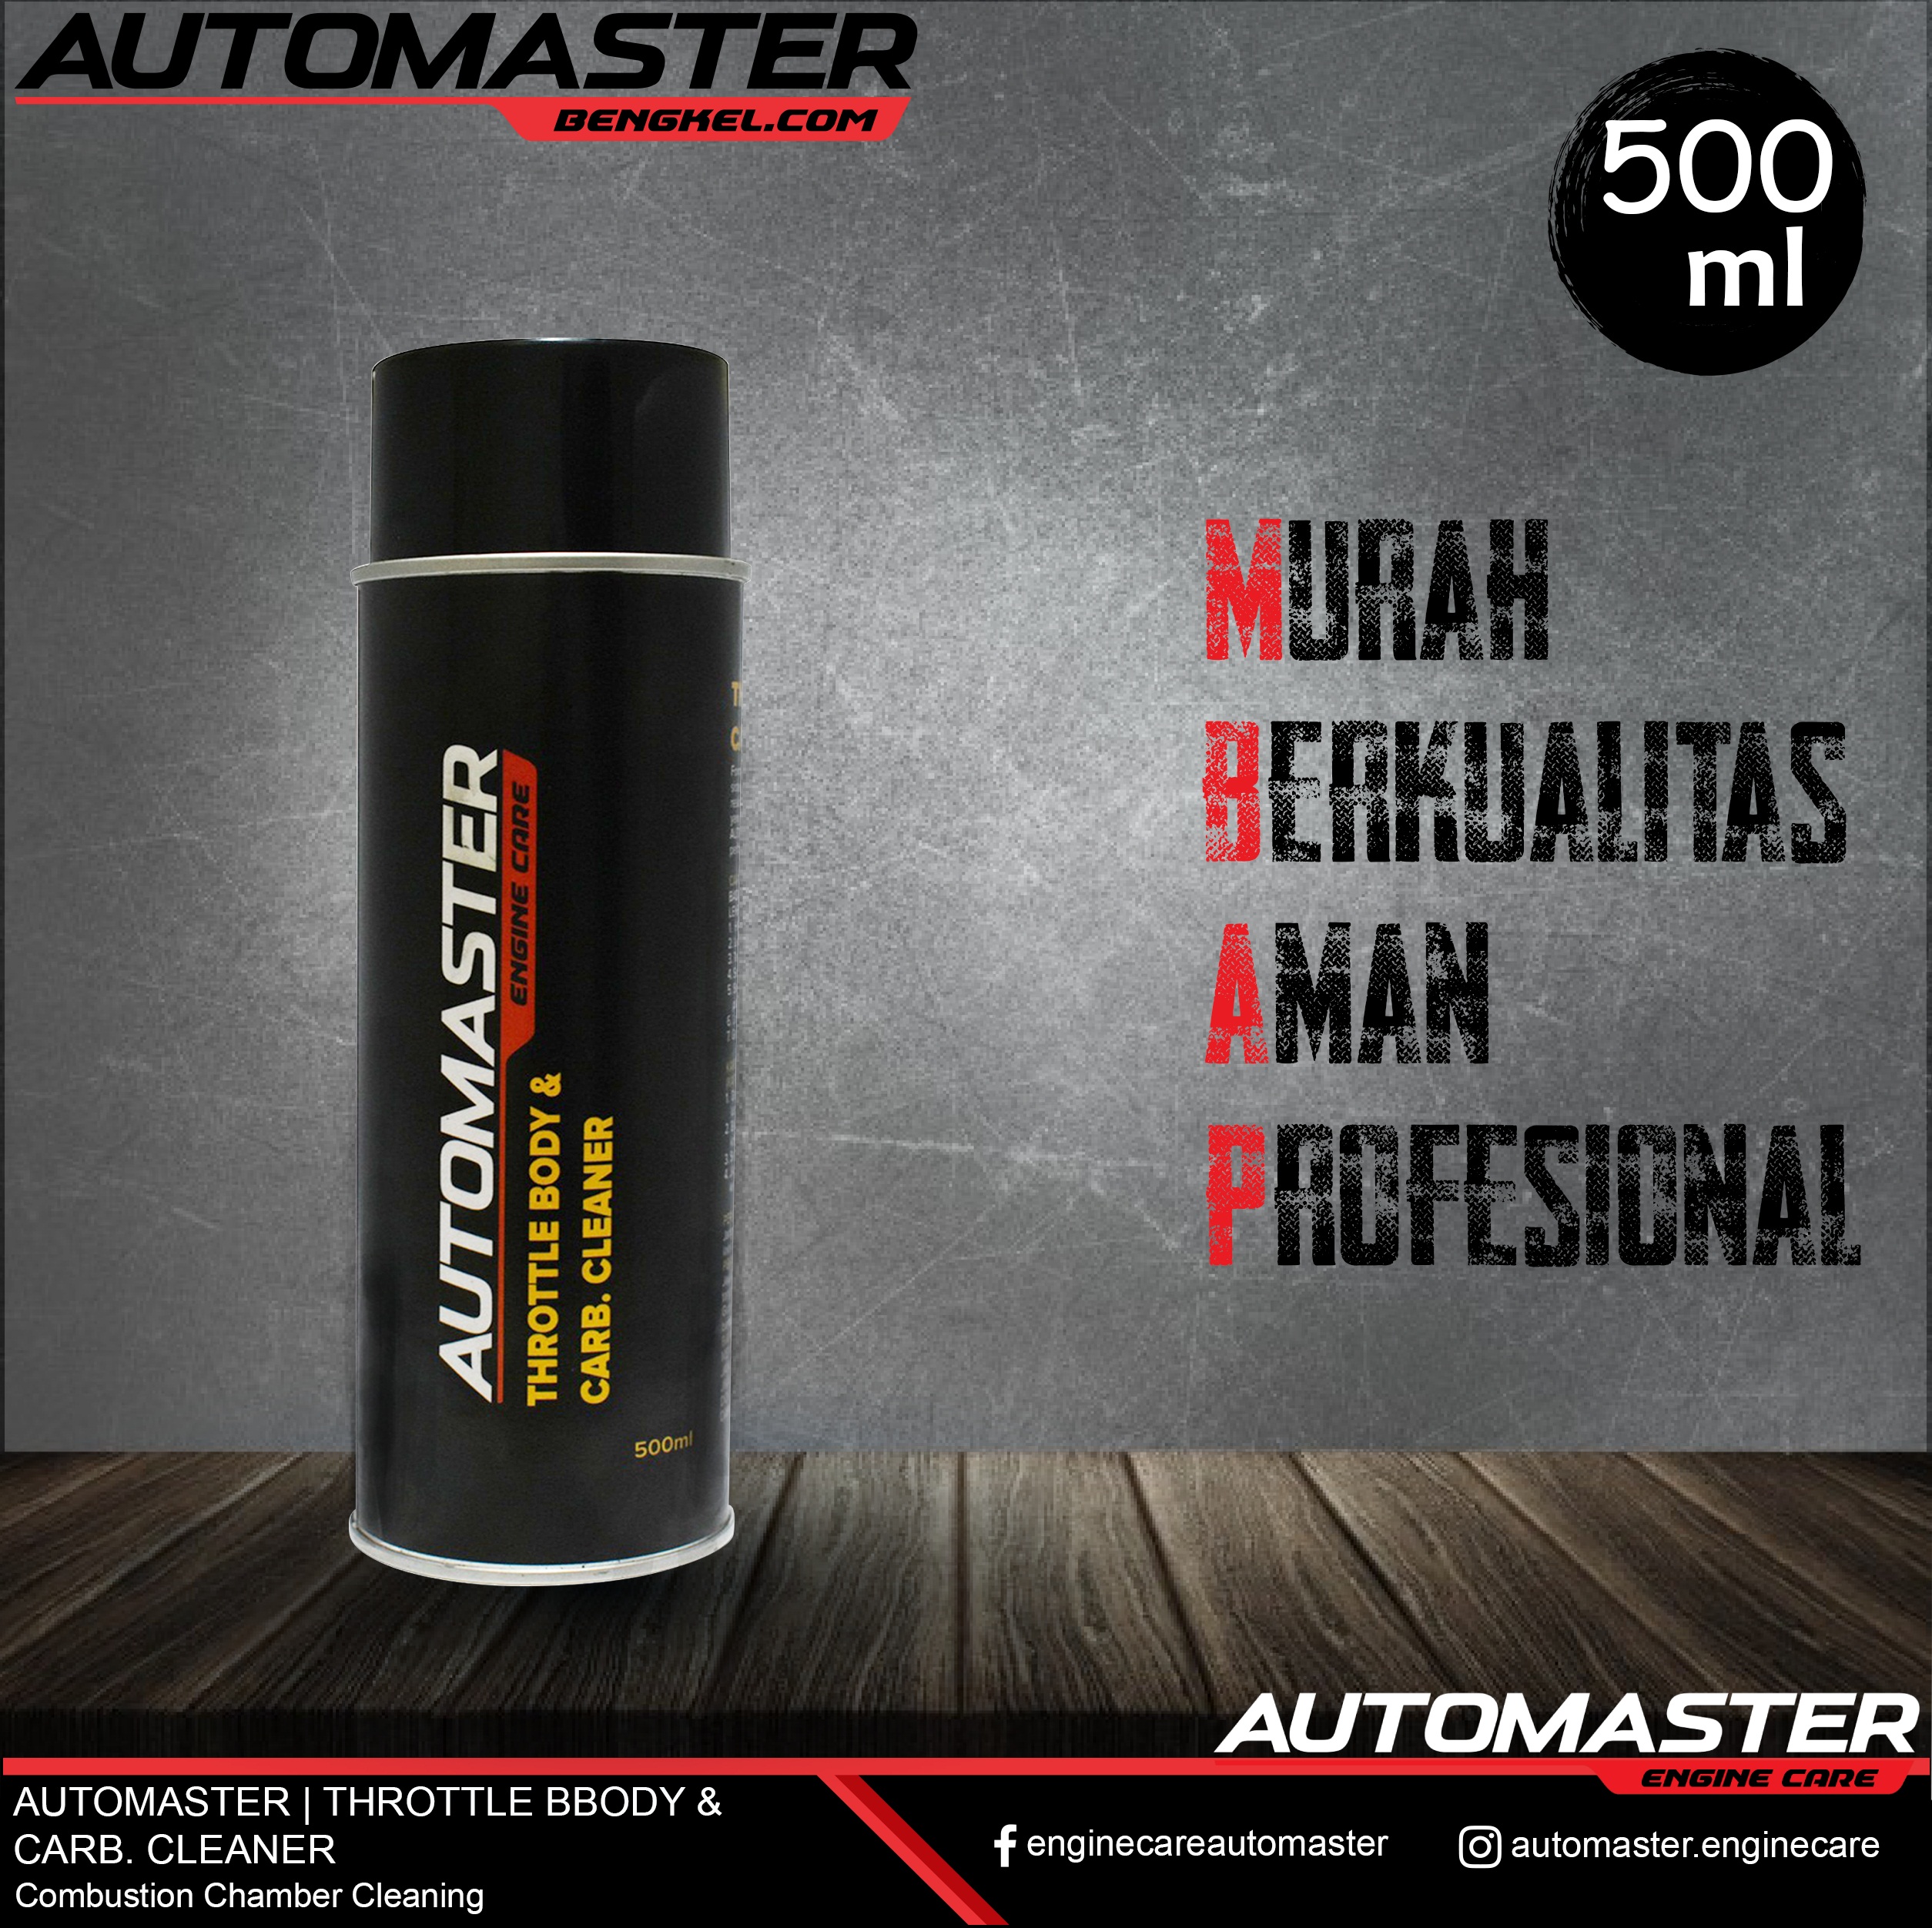 AUTOMASTER
BENGKEL.COM
500
ml
MURAH
BERKUALITAS
AMAN
PROFESIONAL
AUTOMASTER
ENGINE CARE
THROTTLE BODY &
CARB. CLEANER
500ml
AUTOMASTER
ENGINE CARE
AUTOMASTER | THROTTLE BBODY &
CARB. CLEANER
Combustion Chamber Cleaning
enginecareautomaster
automaster.enginecare